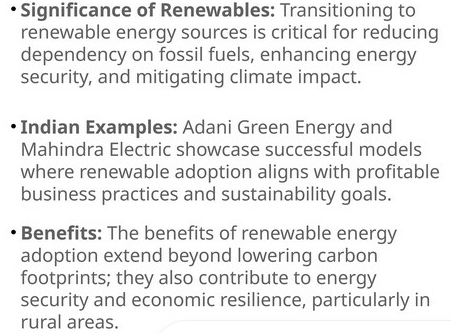 • Significance of Renewables: Transitioning to
renewable energy sources is critical for reducing
dependency on fossil fuels, enhancing energy
security, and mitigating climate impact.
• Indian Examples: Adani Green Energy and
Mahindra Electric showcase successful models
where renewable adoption aligns with profitable
business practices and sustainability goals.
• Benefits: The benefits of renewable energy
adoption extend beyond lowering carbon
footprints; they also contribute to energy
security and economic resilience, particularly in
rural areas.